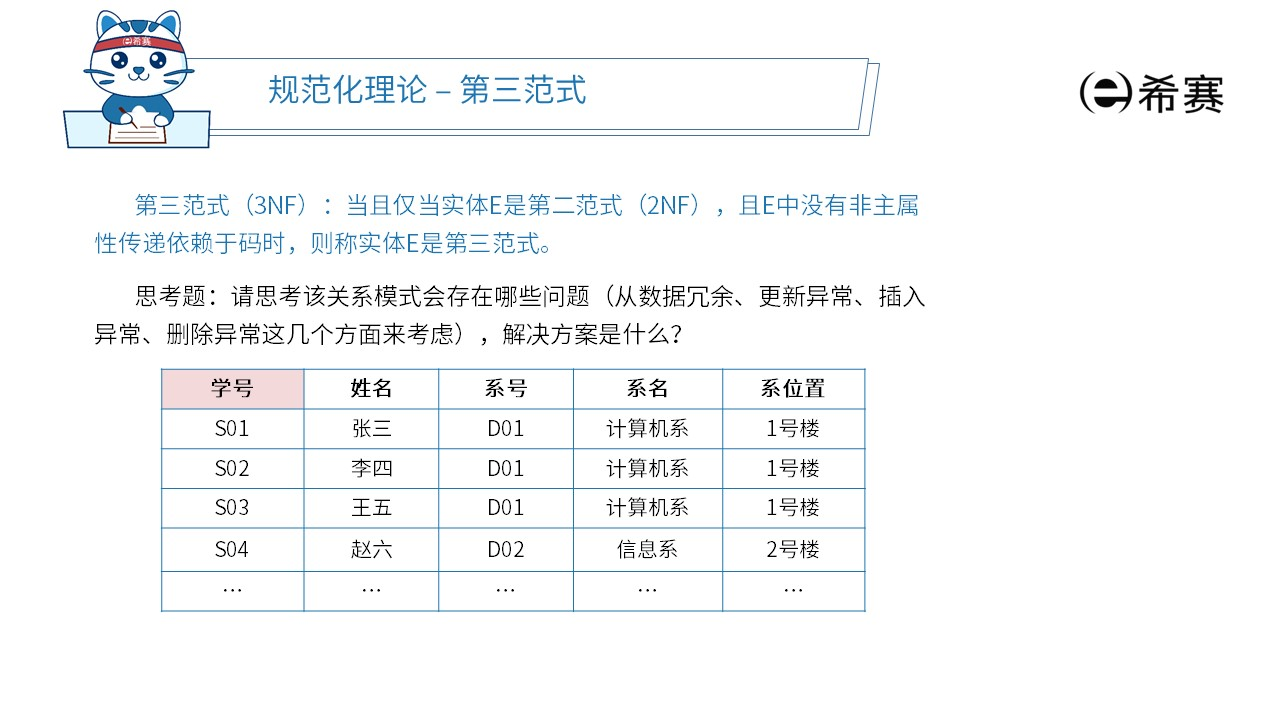 希赛
规范化理论 – 第三范式
希赛
第三范式（3NF）：当且仅当实体E是第二范式（2NF），且E中没有非主属
性传递依赖于码时，则称实体E是第三范式。
思考题：请思考该关系模式会存在哪些问题（从数据冗余、更新异常、插入
异常、删除异常这几个方面来考虑），解决方案是什么？
学号 姓名 系号 系名 系位置
S01 张三 D01 计算机系 1号楼
S02 李四 D01 计算机系 1号楼
S03 王五 D01 计算机系 1号楼
S04 赵六 D02 信息系 2号楼
… … … … …